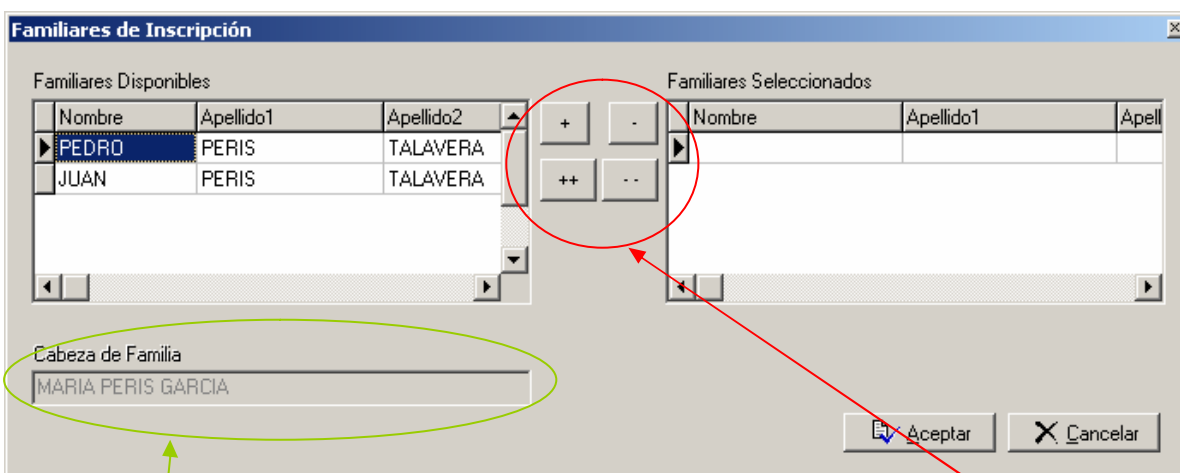 Familiares de Inscripción
Familiares Disponibles
Nombre Apellido1 Apellido2
PEDRO PERIS TALAVERA
JUAN PERIS TALAVERA
+ -
++ --
Familiares Seleccionados
Nombre Apellido1 Apell
Cabeza de Familia
MARIA PERIS GARCIA
Aceptar Cancelar